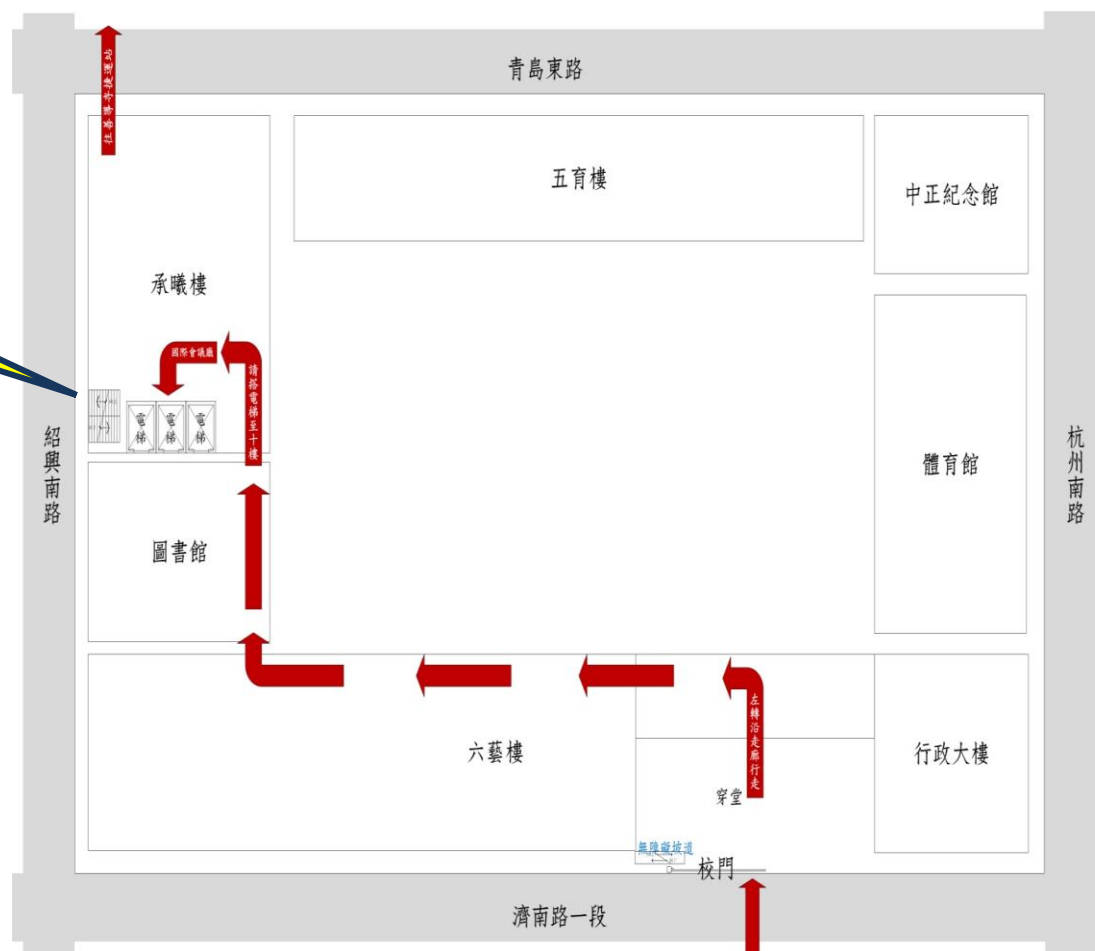 往善導寺捷運站
青島東路
五育樓
中正紀念館
承曦樓
國際會議廳
請搭電梯至十樓
電梯
電梯
電梯
紹興南路
體育館
杭州南路
圖書館
左轉沿走廊行走
六藝樓
行政大樓
穿堂
無障礙坡道
校門
濟南路一段